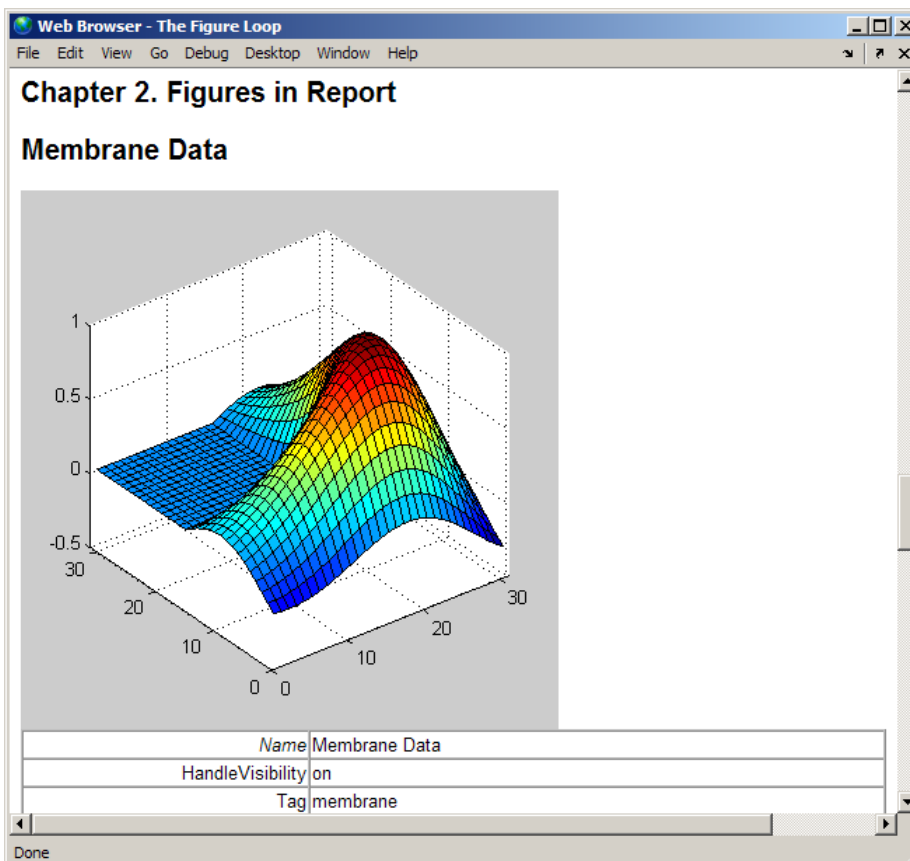 Web Browser - The Figure Loop
File Edit View Go Debug Desktop Window Help
Chapter 2. Figures in Report
Membrane Data
1
0.5
0
-0.5
30
20
10
0
0
10
20
30
Name Membrane Data
HandleVisibility on
Tag membrane
Done